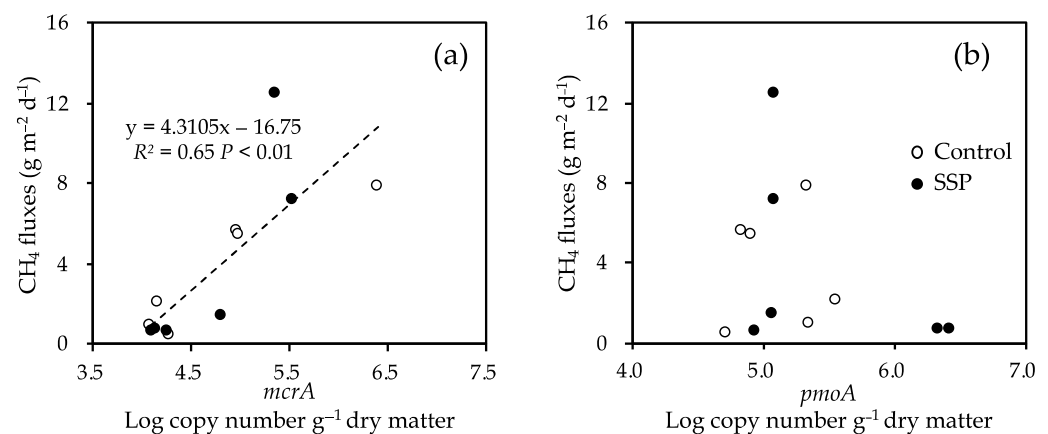 (a)
16
12
8
4
0
CH₄ fluxes (g m⁻² d⁻¹)
y = 4.3105x – 16.75
R² = 0.65 P < 0.01
3.5 4.5 5.5 6.5 7.5
mcrA
Log copy number g⁻¹ dry matter
(b)
16
12
8
4
0
CH₄ fluxes (g m⁻² d⁻¹)
Control
SSP
4.0 5.0 6.0 7.0
pmoA
Log copy number g⁻¹ dry matter